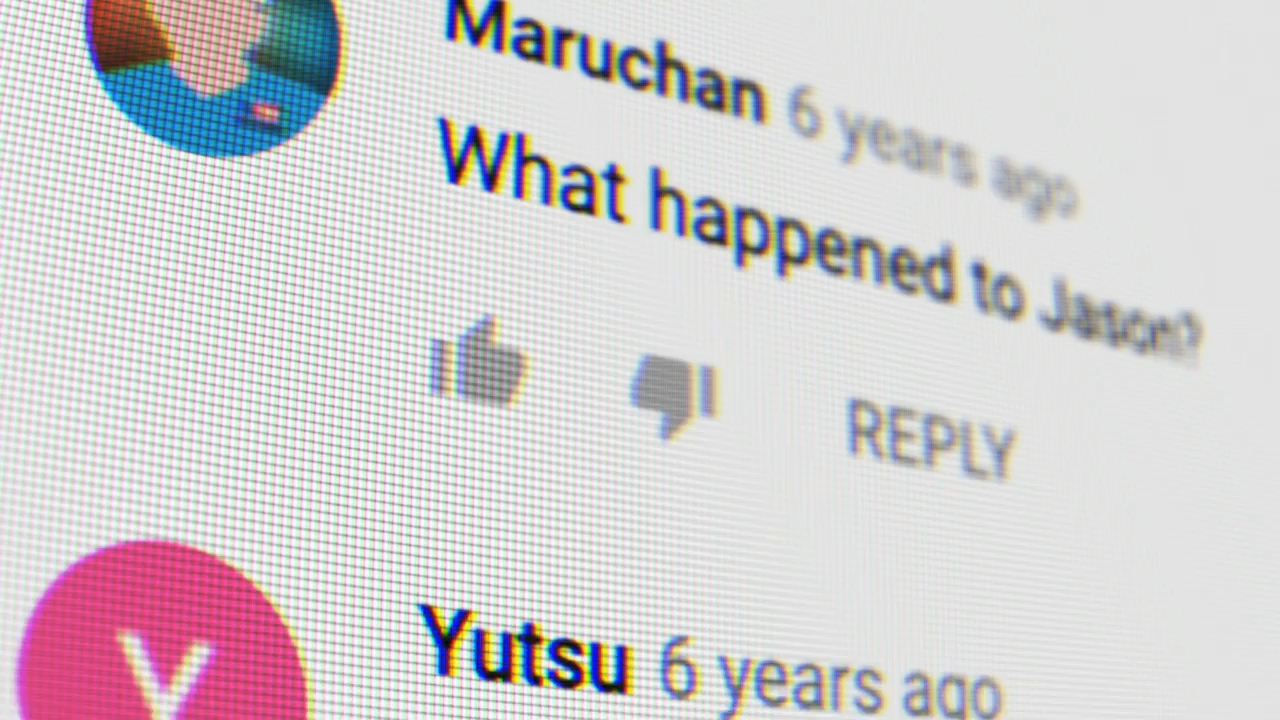 Maruchan 6 years ago
What happened to Jason?
REPLY
Y
Yutsu 6 years ago